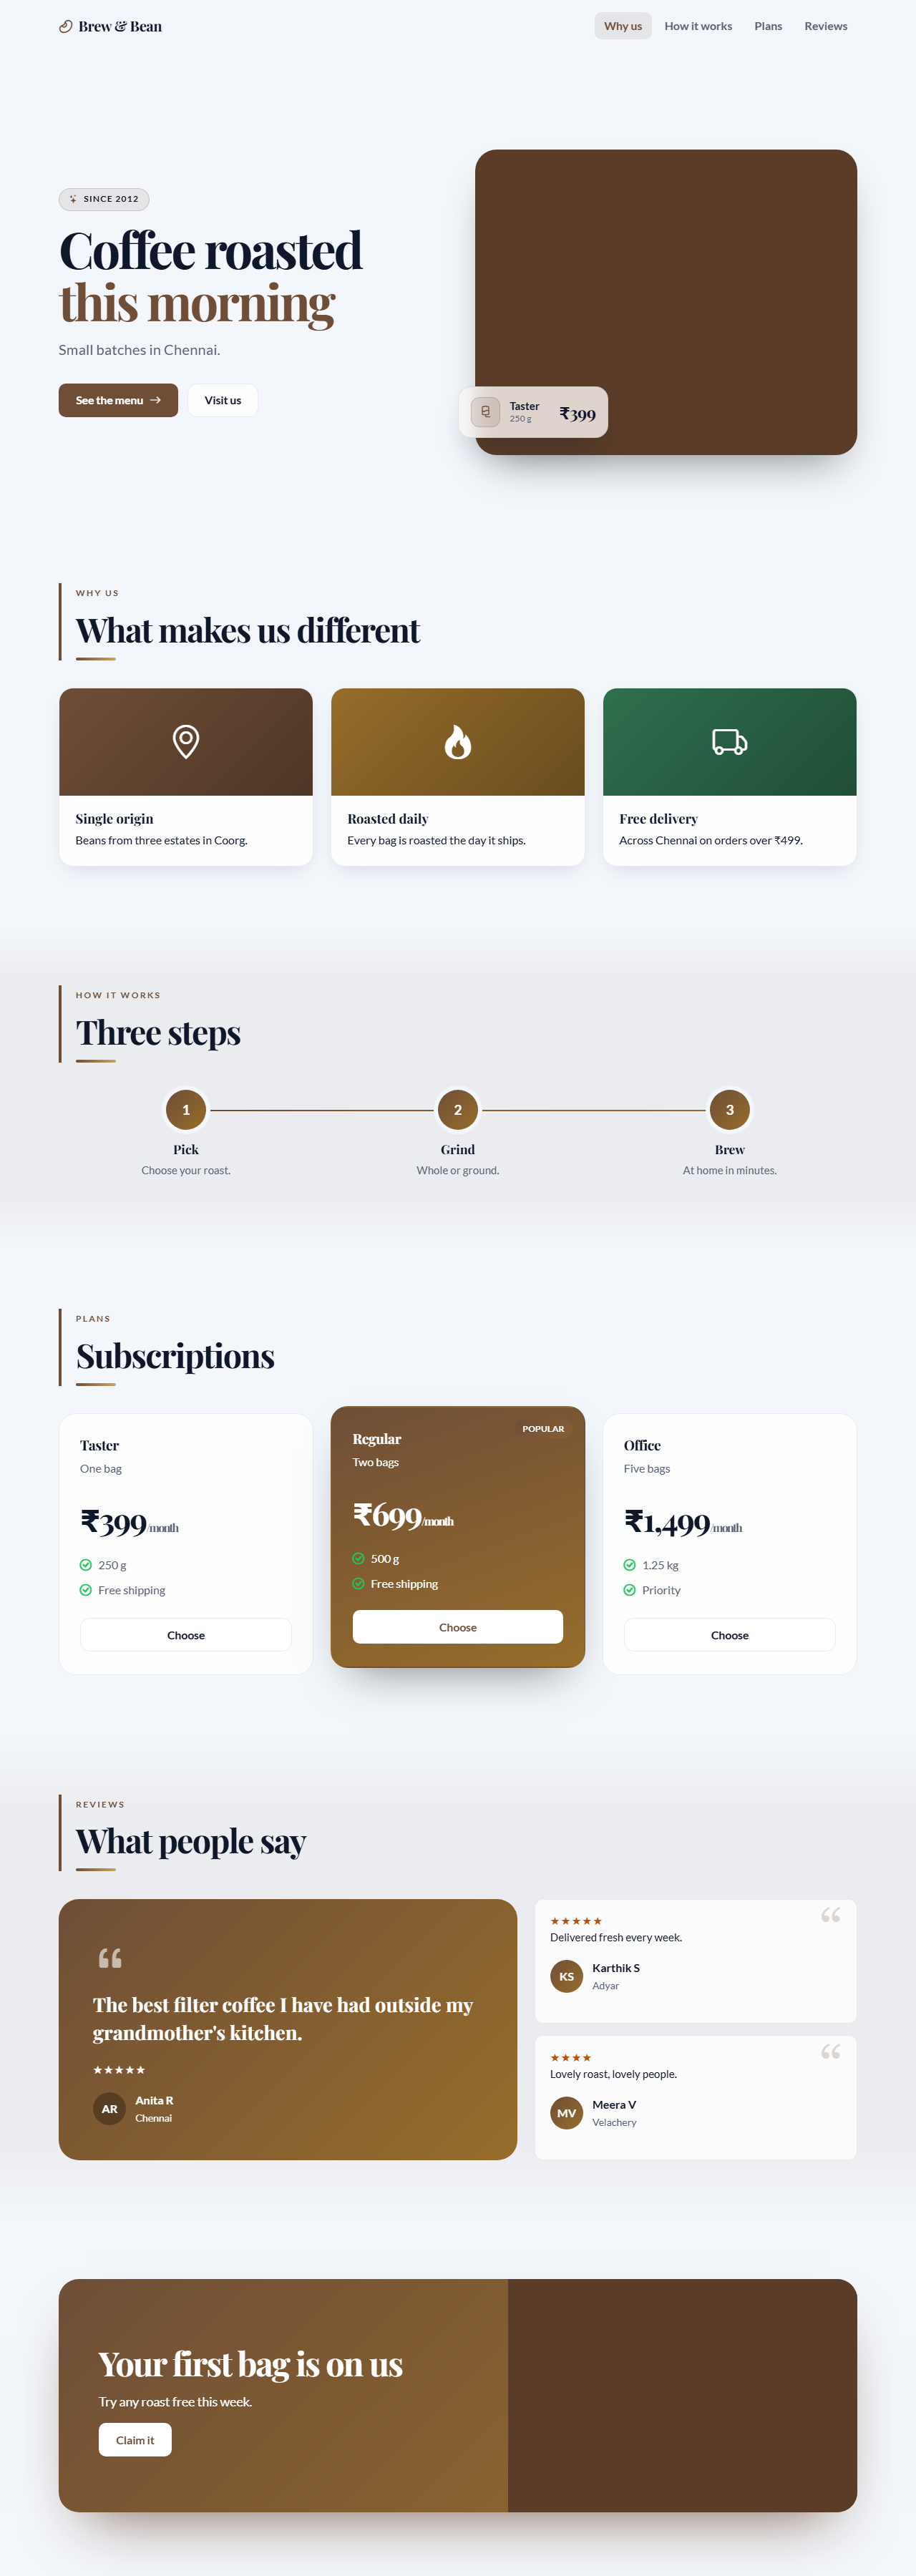 Brew & Bean
Why us
How it works
Plans
Reviews
SINCE 2012
Coffee roasted
this morning
Small batches in Chennai.
See the menu →
Visit us
Taster
250 g
₹399
WHY US
What makes us different
Single origin
Beans from three estates in Coorg.
Roasted daily
Every bag is roasted the day it ships.
Free delivery
Across Chennai on orders over ₹499.
HOW IT WORKS
Three steps
1
Pick
Choose your roast.
2
Grind
Whole or ground.
3
Brew
At home in minutes.
PLANS
Subscriptions
Taster
One bag
₹399/month
250 g
Free shipping
Choose
POPULAR
Regular
Two bags
₹699/month
500 g
Free shipping
Choose
Office
Five bags
₹1,499/month
1.25 kg
Priority
Choose
REVIEWS
What people say
“
The best filter coffee I have had outside my
grandmother's kitchen.
★★★★★
AR
Anita R
Chennai
“
★★★★★
Delivered fresh every week.
KS
Karthik S
Adyar
“
★★★★
Lovely roast, lovely people.
MV
Meera V
Velachery
Your first bag is on us
Try any roast free this week.
Claim it